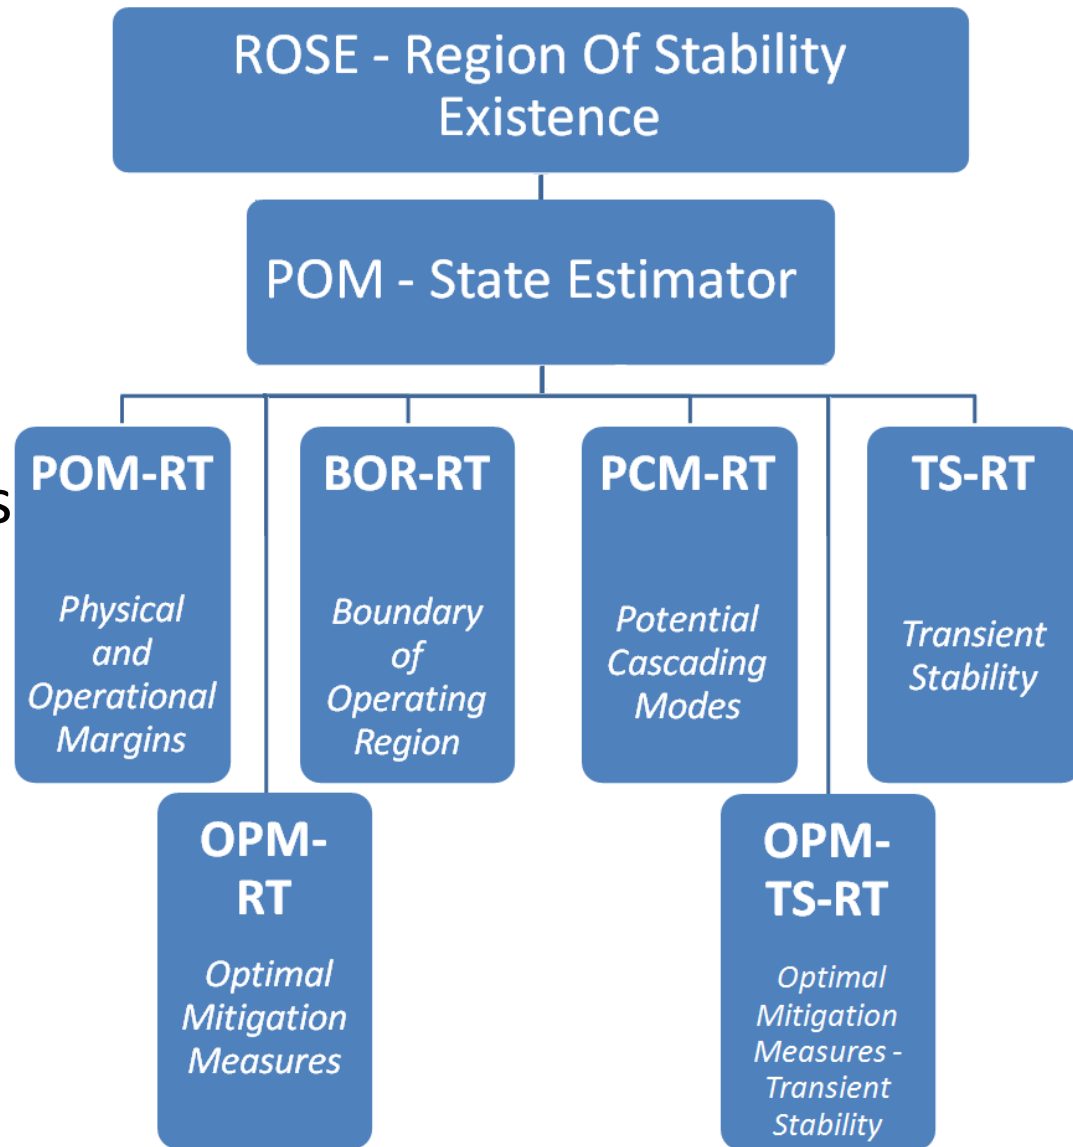 ROSE - Region Of Stability
Existence
POM - State Estimator
s
POM-RT
Physical
and
Operational
Margins
BOR-RT
Boundary
of
Operating
Region
PCM-RT
Potential
Cascading
Modes
TS-RT
Transient
Stability
OPM-
RT
Optimal
Mitigation
Measures
OPM-
TS-RT
Optimal
Mitigation
Measures -
Transient
Stability